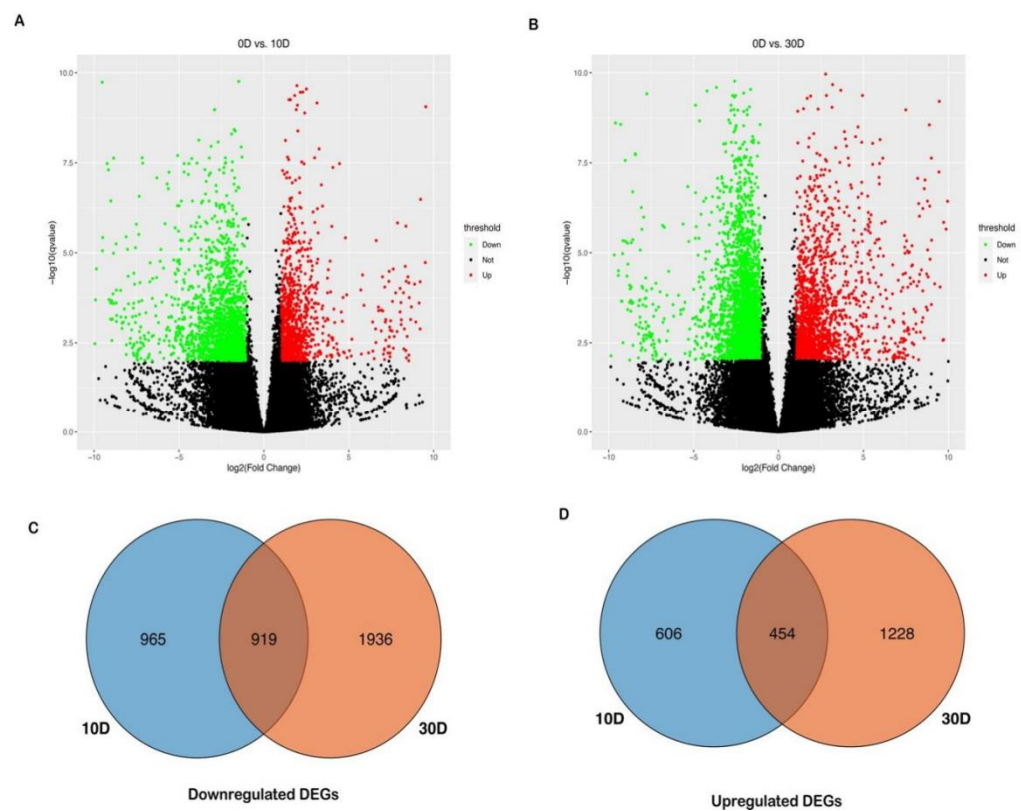 A
0D vs. 10D
10.0
7.5
5.0
2.5
0.0
-log10(qvalue)
-10
-5
0
5
10
log2(Fold Change)
threshold
Down
Not
Up
B
0D vs. 30D
10.0
7.5
5.0
2.5
0.0
-log10(qvalue)
-10
-5
0
5
10
log2(Fold Change)
threshold
Down
Not
Up
C
965
919
1936
10D
30D
Downregulated DEGs
D
606
454
1228
10D
30D
Upregulated DEGs